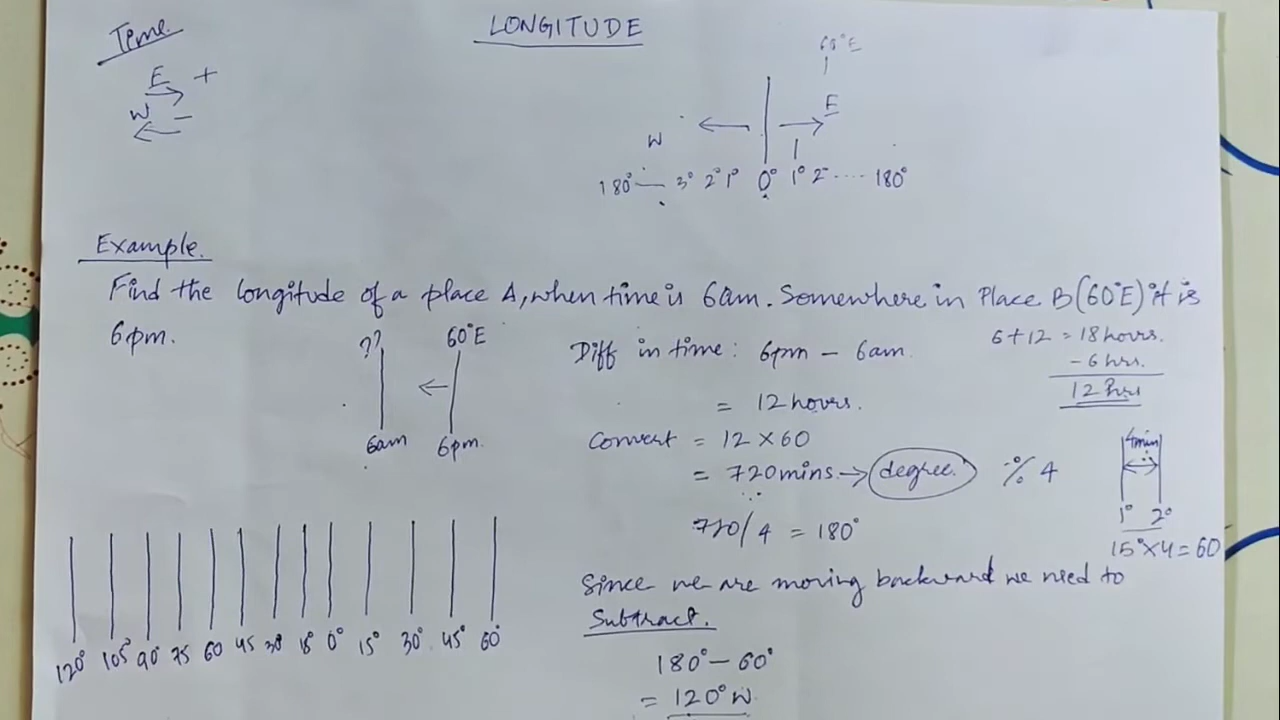 Time
LONGITUDE
E +
W -
60°E
E
W
180° — 3° 2° 1° 0° 1° 2° .... 180°
Example.
Find the longitude of a place A, when time is 6am. Somewhere in Place B (60°E) it is
6pm.
?? 60°E
6am 6pm.
Diff in time: 6pm - 6am
= 12 hours.
6+12 = 18 hours.
- 6 hrs.
12 hrs
Convert = 12 X 60
= 720 mins. → degree. % 4
4min
1° 2°
15° X 4 = 60
720/4 = 180°
Since we are moving backward we need to
Subtract.
180° - 60°
= 120° W
120° 105° 90° 75 60 45 30 15° 0° 15° 30° 45° 60°